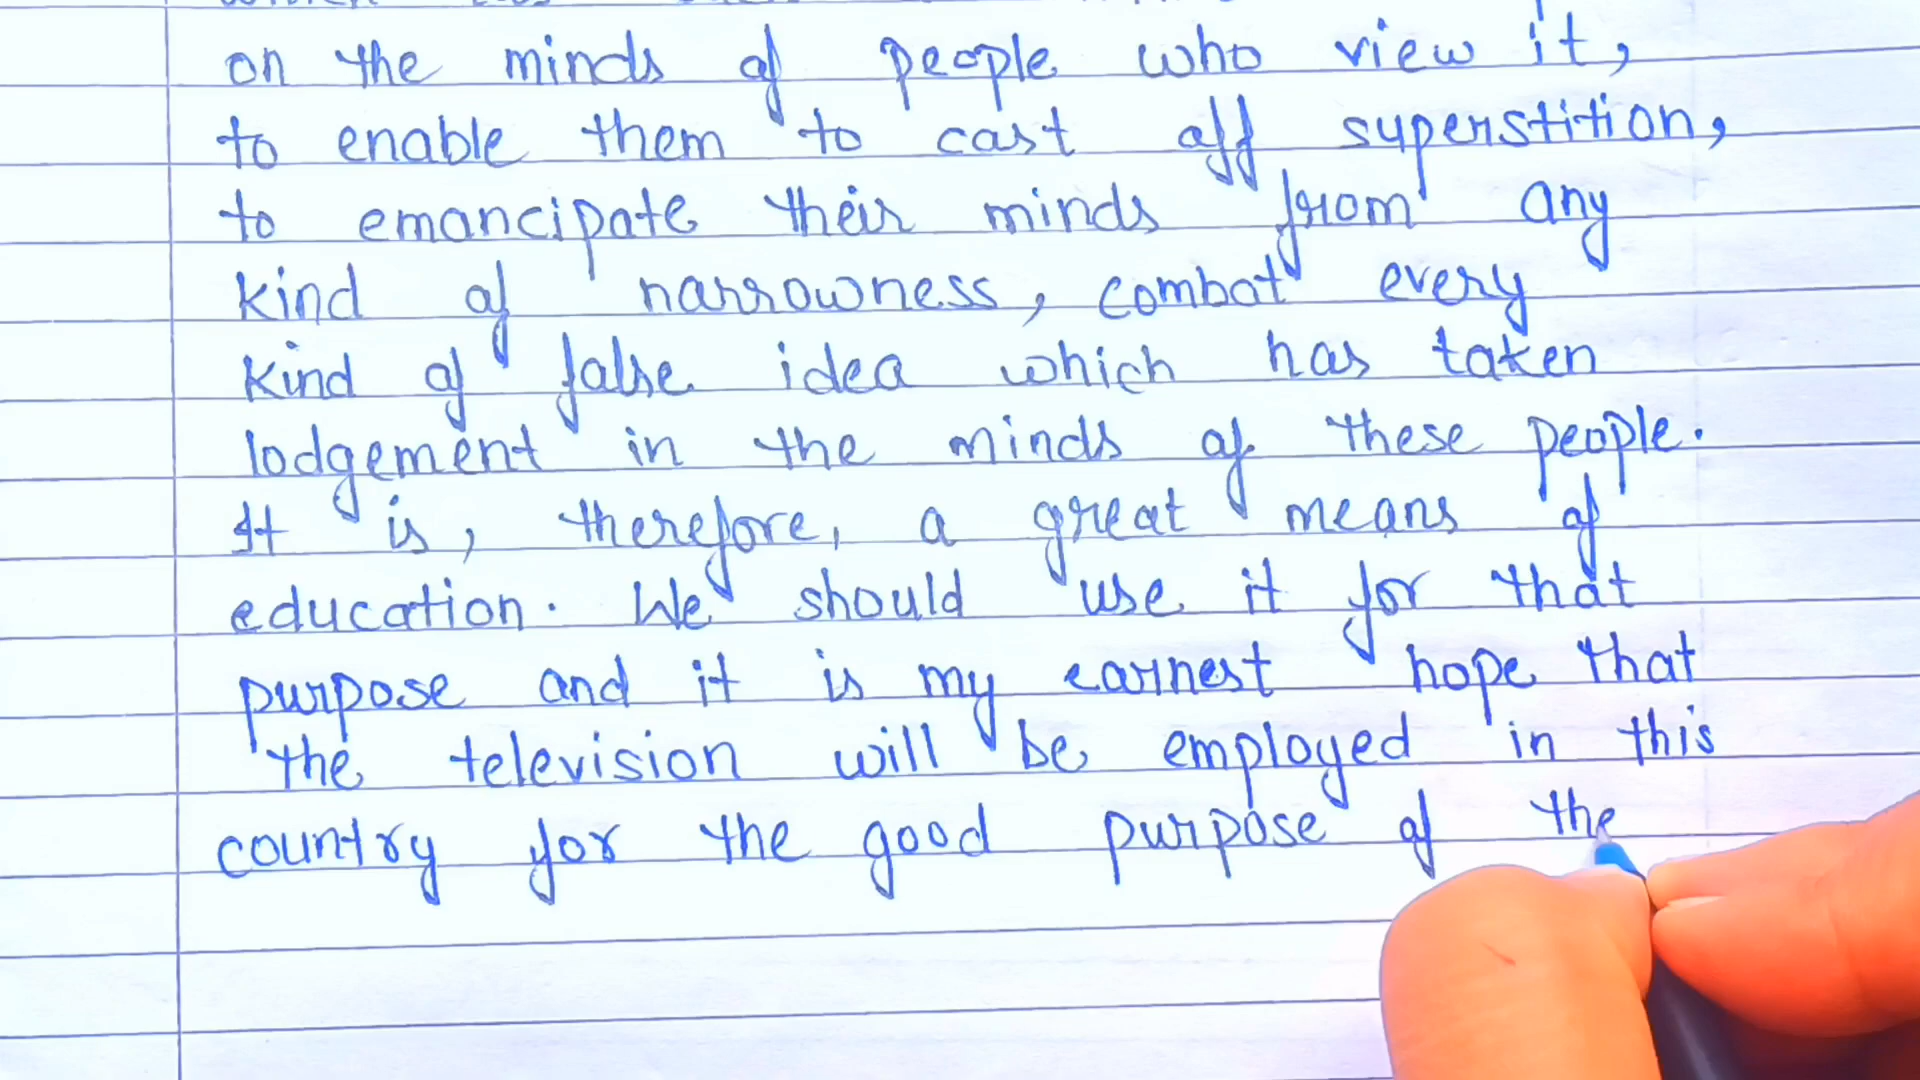 on the minds of people who view it,
to enable them to cast off superstition,
to emancipate their minds from any
kind of narrowness, combat every
kind of false idea which has taken
lodgement in the minds of these people.
It is, therefore, a great means of
education. We should use it for that
purpose and it is my earnest hope that
the television will be employed in this
country for the good purpose of the